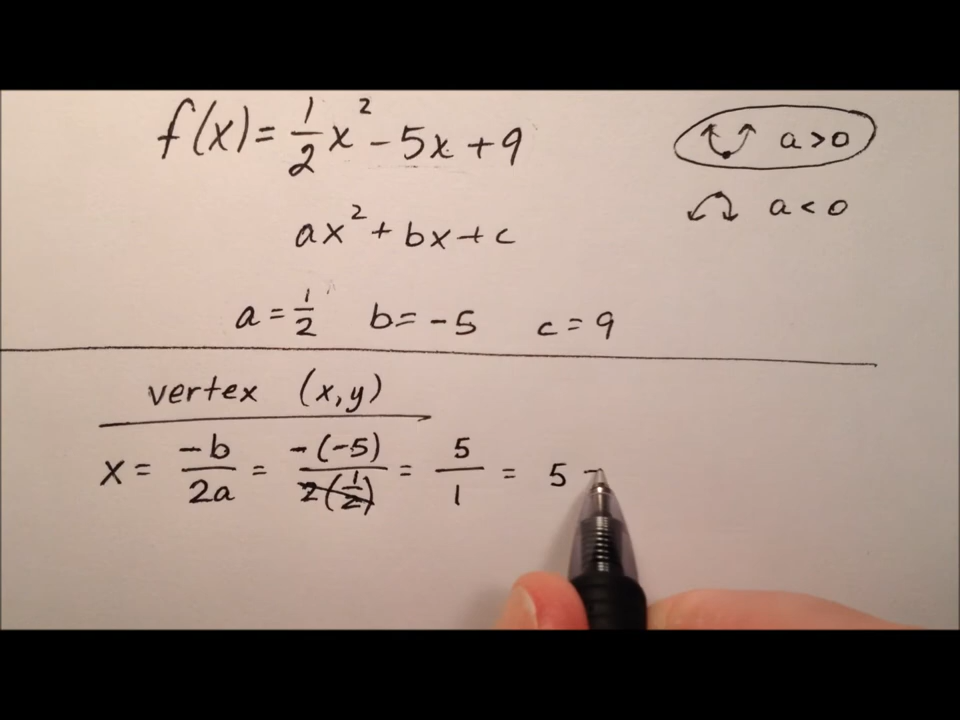 f(x) = 1/2 x² - 5x + 9
a > 0
a < 0
ax² + bx + c
a = 1/2 b = -5 c = 9
vertex (x, y)
x = -b/2a = -(-5)/2(1/2) = 5/1 = 5